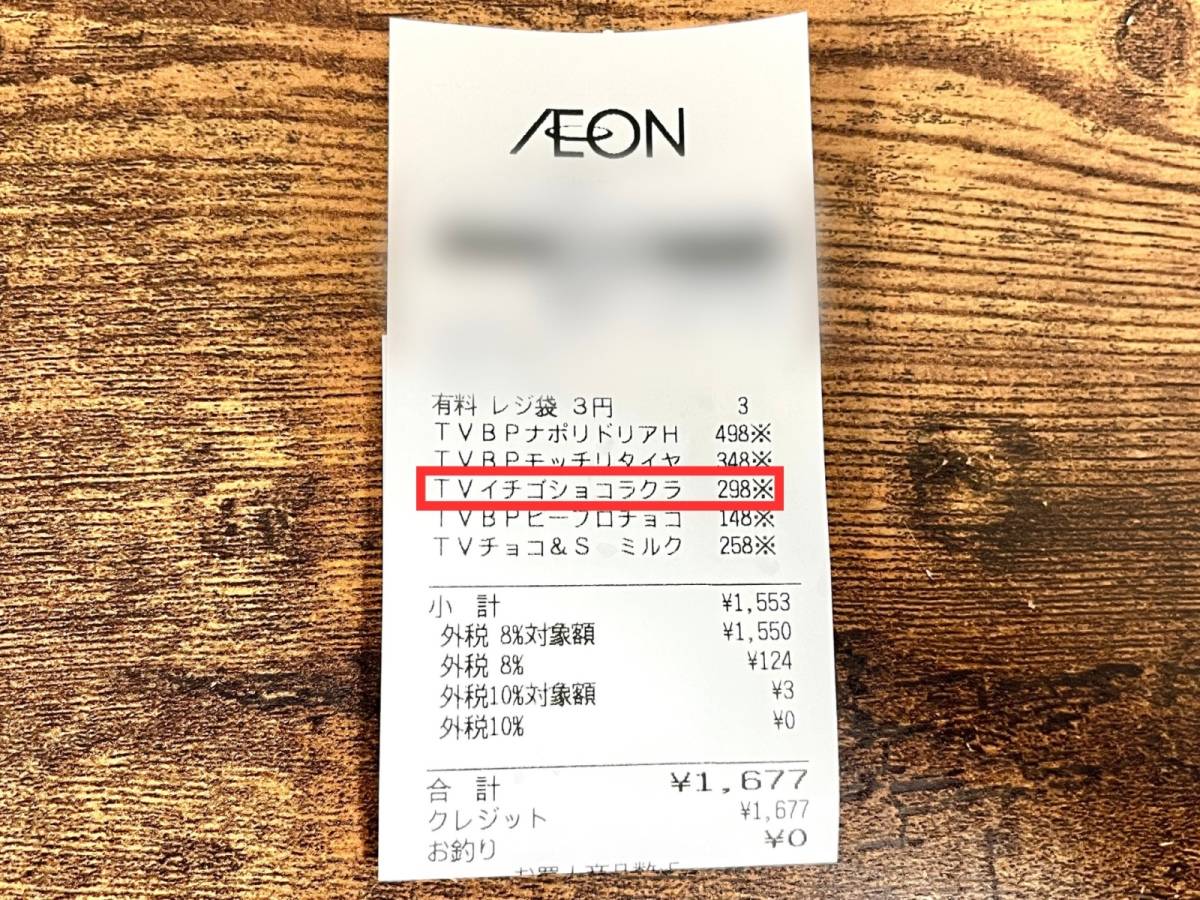 ÆON
有料 レジ袋 3円 3
TVBPナポリドリアH 498※
TVBPモッチリタイヤ 348※
TVイチゴショコラクラ 298※
TVBPビーフロチョコ 148※
TVチョコ&S ミルク 258※
小 計 ¥1,553
外税 8%対象額 ¥1,550
外税 8% ¥124
外税10%対象額 ¥3
外税10% ¥0
合 計 ¥1,677
クレジット ¥1,677
お釣り ¥0